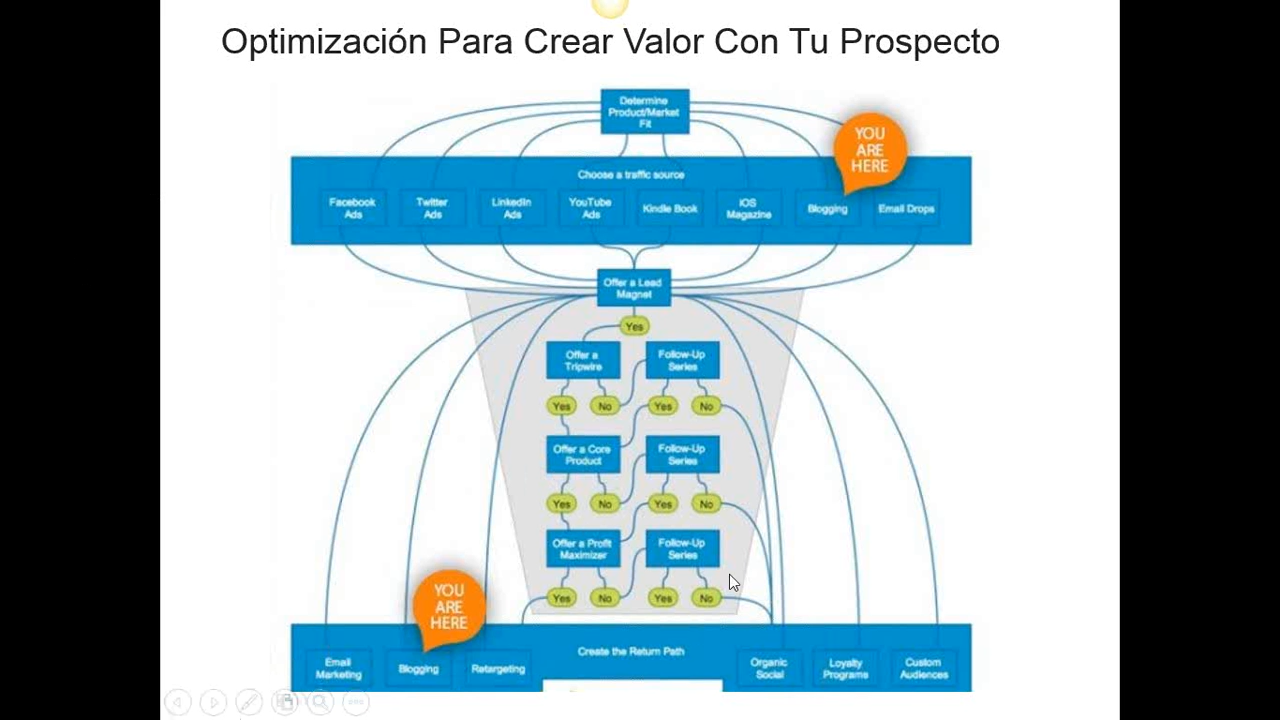 Optimización Para Crear Valor Con Tu Prospecto
Determine
Product/Market
Fit
YOU
ARE
HERE
Choose a traffic source
Facebook
Ads
Twitter
Ads
LinkedIn
Ads
YouTube
Ads
Kindle Book
iOS
Magazine
Blogging
Email Drops
Offer a Lead
Magnet
Yes
Offer a
Tripwire
Follow-Up
Series
Yes
No
Yes
No
Offer a Core
Product
Follow-Up
Series
Yes
No
Yes
No
Offer a Profit
Maximizer
Follow-Up
Series
Yes
No
Yes
No
YOU
ARE
HERE
Create the Return Path
Email
Marketing
Blogging
Retargeting
Organic
Social
Loyalty
Programs
Custom
Audiences